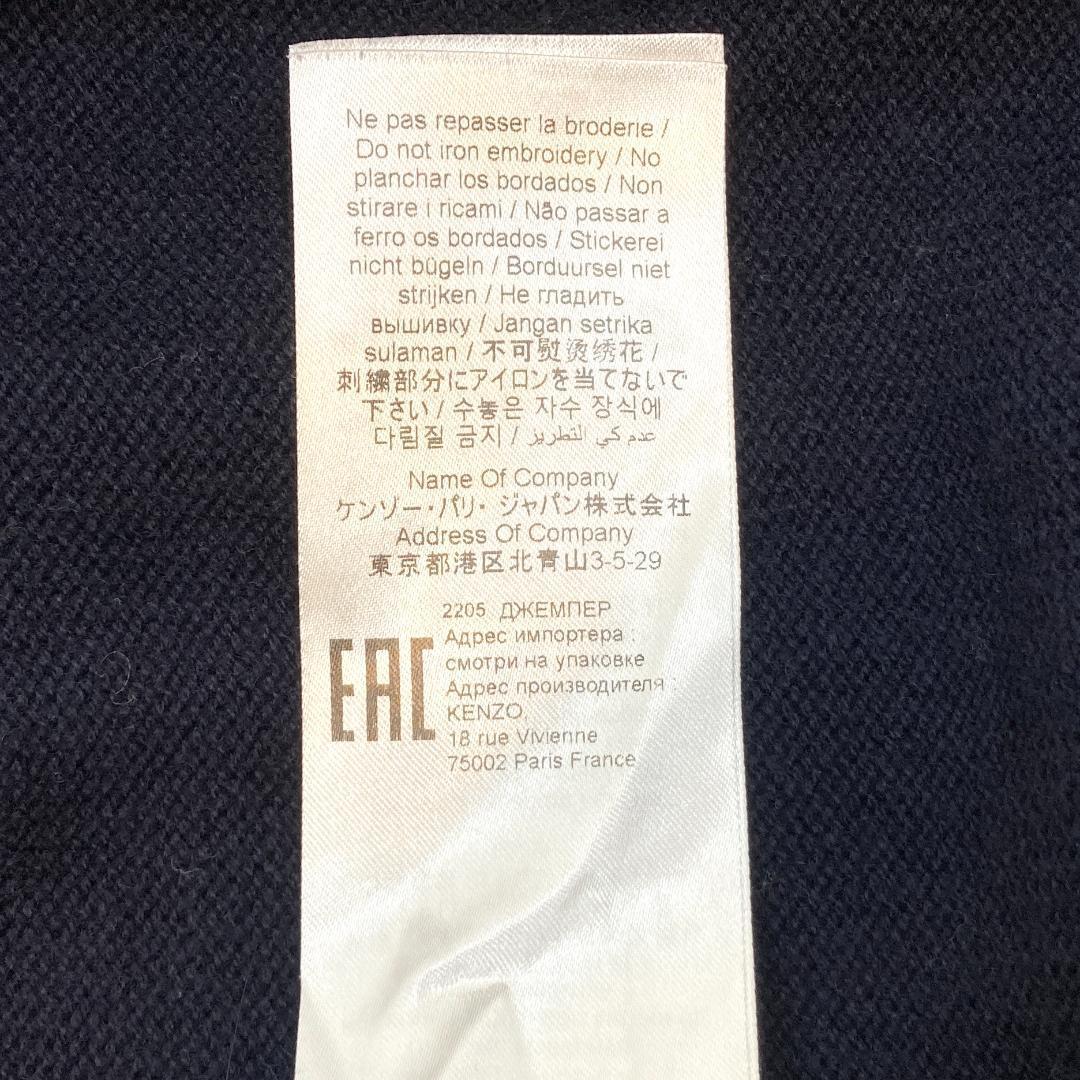 Ne pas repasser la broderie /
Do not iron embroidery / No
planchar los bordados / Non
stirare i ricami / Não passar a
ferro os bordados / Stickerei
nicht bügeln / Borduursel niet
strijken / Не гладить
вышивку / Jangan setrika
sulaman / 不可熨烫绣花 /
刺繍部分にアイロンを当てないで
下さい / 수놓은 자수 장식에
다림질 금지 / عدم كي التطريز
Name Of Company
ケンゾー・パリ・ジャパン株式会社
Address Of Company
東京都港区北青山3-5-29
2205 ДЖЕМПЕР
Адрес импортера :
смотри на упаковке
Адрес производителя :
KENZO,
18 rue Vivienne
75002 Paris France
EAC